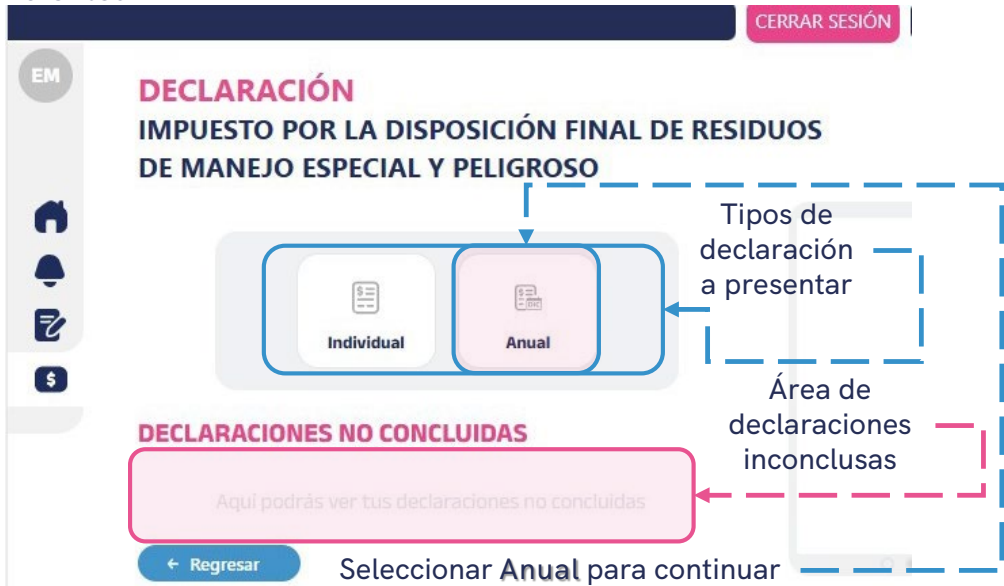 CERRAR SESIÓN
EM
DECLARACIÓN
IMPUESTO POR LA DISPOSICIÓN FINAL DE RESIDUOS
DE MANEJO ESPECIAL Y PELIGROSO
Tipos de
declaración
a presentar
Individual
Anual
Área de
declaraciones
inconclusas
DECLARACIONES NO CONCLUIDAS
Aquí podrás ver tus declaraciones no concluidas
← Regresar
Seleccionar Anual para continuar